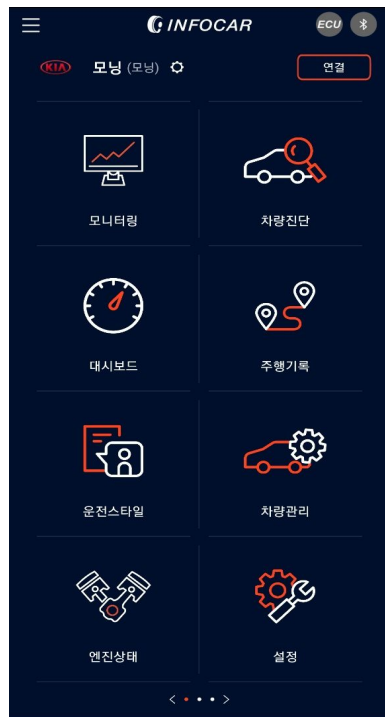 INFOCAR
ECU
KIA
모닝 (모닝)
연결
모니터링
차량진단
대시보드
주행기록
운전스타일
차량관리
엔진상태
설정